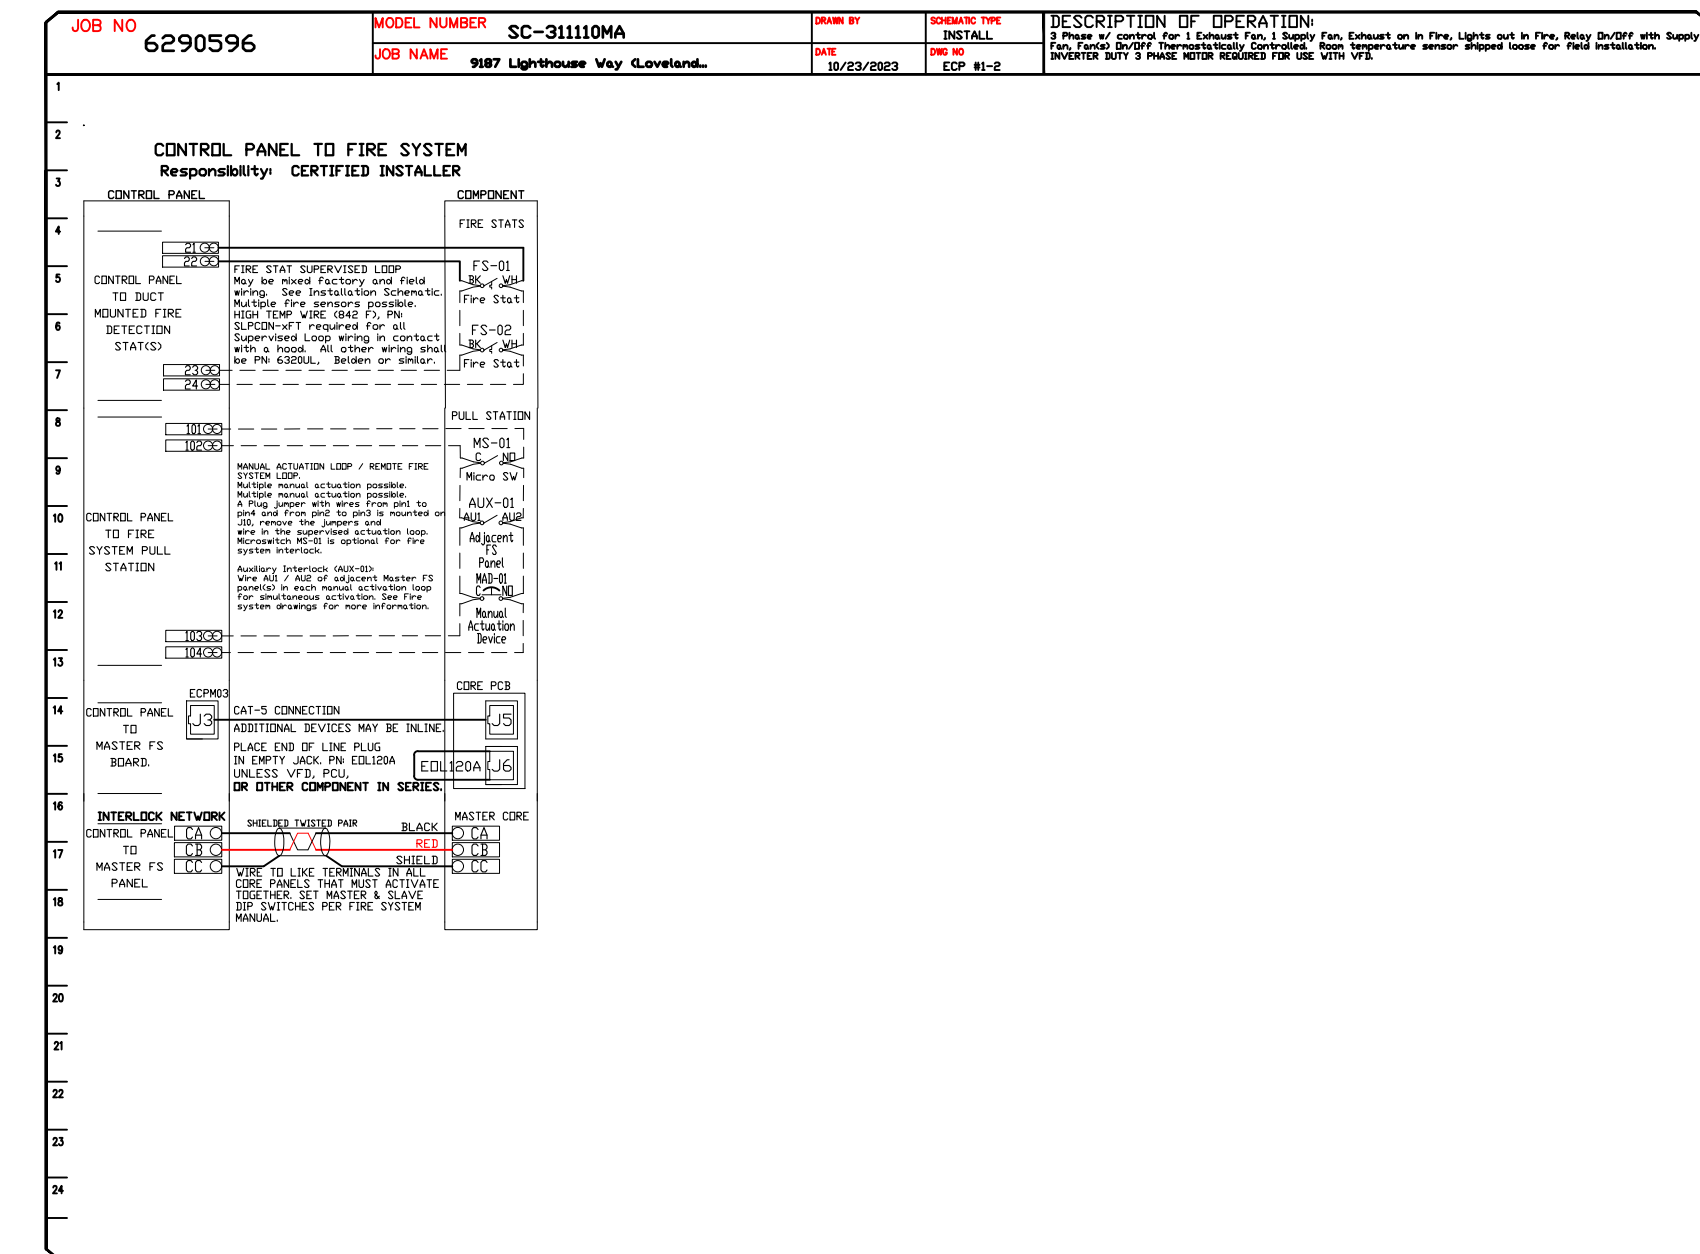 JOB NO 6290596
MODEL NUMBER SC-311110MA
JOB NAME 9187 Lighthouse Way (Loveland...
DRAWN BY
DATE
10/23/2023
SCHEMATIC TYPE
INSTALL
DWG NO
ECP #1-2
DESCRIPTION OF OPERATION:
3 Phase w/ control for 1 Exhaust Fan, 1 Supply Fan, Exhaust on in Fire, Lights out in Fire, Relay On/Off with Supply
Fan, Fan(s) On/Off Thermostatically Controlled. Room temperature sensor shipped loose for field installation.
INVERTER DUTY 3 PHASE MOTOR REQUIRED FOR USE WITH VFD.
1
2
3
4
5
6
7
8
9
10
11
12
13
14
15
16
17
18
19
20
21
22
23
24
CONTROL PANEL TO FIRE SYSTEM
Responsibility: CERTIFIED INSTALLER
CONTROL PANEL
COMPONENT
FIRE STATS
21
22
CONTROL PANEL
TO DUCT
MOUNTED FIRE
DETECTION
STAT(S)
FIRE STAT SUPERVISED LOOP
May be mixed factory and field
wiring. See Installation Schematic.
Multiple fire sensors possible.
HIGH TEMP WIRE (842 F), PN:
SLPCON-xFT required for all
Supervised Loop wiring in contact
with a hood. All other wiring shall
be PN: 6320UL, Belden or similar.
FS-01
BK WH
Fire Stat
FS-02
BK WH
Fire Stat
23
24
PULL STATION
101
102
MS-01
C NO
Micro SW
MANUAL ACTUATION LOOP / REMOTE FIRE
SYSTEM LOOP.
Multiple manual actuation possible.
Multiple manual actuation possible.
A Plug jumper with wires from pin1 to
pin4 and from pin2 to pin3 is mounted on
J10, remove the jumpers and
wire in the supervised actuation loop.
Microswitch MS-01 is optional for fire
system interlock.
CONTROL PANEL
TO FIRE
SYSTEM PULL
STATION
AUX-01
AU1 AU2
Adjacent
FS
Panel
Auxiliary Interlock (AUX-01):
Wire AU1 / AU2 of adjacent Master FS
panel(s) in each manual activation loop
for simultaneous activation. See Fire
system drawings for more information.
MAD-01
C NO
Manual
Actuation
Device
103
104
ECPM03
CORE PCB
CONTROL PANEL
TO
MASTER FS
BOARD.
J3
CAT-5 CONNECTION
ADDITIONAL DEVICES MAY BE INLINE.
J5
PLACE END OF LINE PLUG
IN EMPTY JACK. PN: EOL120A
UNLESS VFD, PCU,
OR OTHER COMPONENT IN SERIES.
EOL120A J6
INTERLOCK NETWORK
MASTER CORE
CONTROL PANEL
TO
MASTER FS
PANEL
CA
CB
CC
SHIELDED TWISTED PAIR
BLACK
RED
SHIELD
CA
CB
CC
WIRE TO LIKE TERMINALS IN ALL
CORE PANELS THAT MUST ACTIVATE
TOGETHER. SET MASTER & SLAVE
DIP SWITCHES PER FIRE SYSTEM
MANUAL.